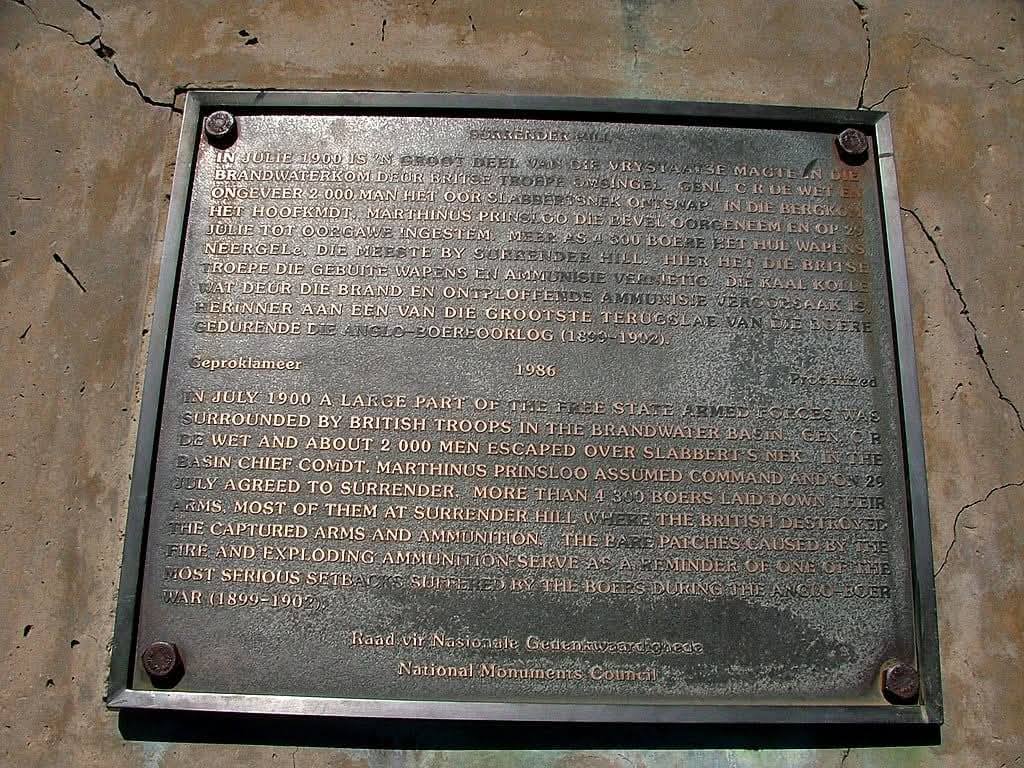 SURRENDER HILL
IN JULIE 1900 IS 'N GROOT DEEL VAN DIE VRYSTAATSE MAGTE IN DIE
BRANDWATERKOM DEUR BRITSE TROEPE OMSINGEL. GENL. C R DE WET EN
ONGEVEER 2 000 MAN HET OOR SLABBERTSNEK ONTSNAP. IN DIE BERGKOM
HET HOOFKMDT. MARTHINUS PRINSLOO DIE BEVEL OORGENEEM EN OP 29
JULIE TOT OORGAWE INGESTEM. MEER AS 4 300 BOERE HET HUL WAPENS
NEERGELê, DIE MEESTE BY SURRENDER HILL. HIER HET DIE BRITSE
TROEPE DIE GEBUITE WAPENS EN AMMUNISIE VERNIETIG. DIE KAAL KOLLE
WAT DEUR DIE BRAND EN ONTPLOFFENDE AMMUNISIE VEROORSAAK IS,
HERINNER AAN EEN VAN DIE GROOTSTE TERUGSLAE VAN DIE BOERE
GEDURENDE DIE ANGLO-BOEREOORLOG (1899-1902).
Geproklameer 1986 Proclaimed
IN JULY 1900 A LARGE PART OF THE FREE STATE ARMED FORCES WAS
SURROUNDED BY BRITISH TROOPS IN THE BRANDWATER BASIN. GEN. C R
DE WET AND ABOUT 2 000 MEN ESCAPED OVER SLABBERT'S NEK. IN THE
BASIN CHIEF COMDT. MARTHINUS PRINSLOO ASSUMED COMMAND AND ON 29
JULY AGREED TO SURRENDER. MORE THAN 4 300 BOERS LAID DOWN THEIR
ARMS, MOST OF THEM AT SURRENDER HILL WHERE THE BRITISH DESTROYED
THE CAPTURED ARMS AND AMMUNITION. THE BARE PATCHES CAUSED BY THE
FIRE AND EXPLODING AMMUNITION SERVE AS A REMINDER OF ONE OF THE
MOST SERIOUS SETBACKS SUFFERED BY THE BOERS DURING THE ANGLO-BOER
WAR (1899-1902).
Raad vir Nasionale Gedenkwaardighede
National Monuments Council